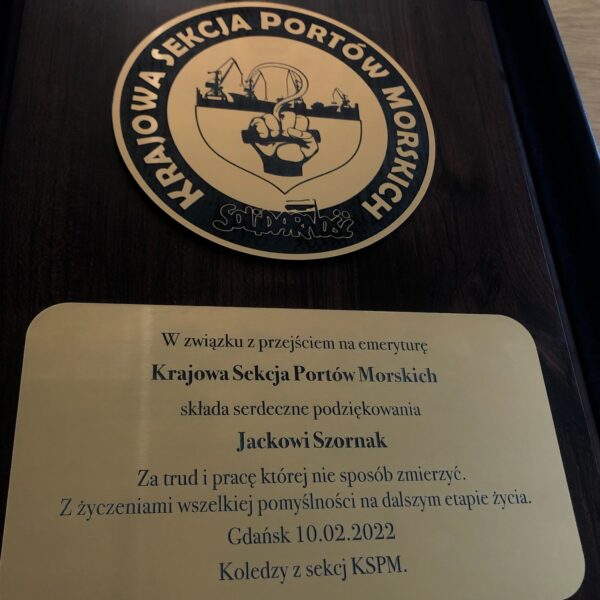 KRAJOWA SEKCJA PORTÓW MORSKICH
Solidarność
W związku z przejściem na emeryturę
Krajowa Sekcja Portów Morskich
składa serdeczne podziękowania
Jackowi Szornak
Za trud i pracę której nie sposób zmierzyć.
Z życzeniami wszelkiej pomyślności na dalszym etapie życia.
Gdańsk 10.02.2022
Koledzy z sekcj KSPM.